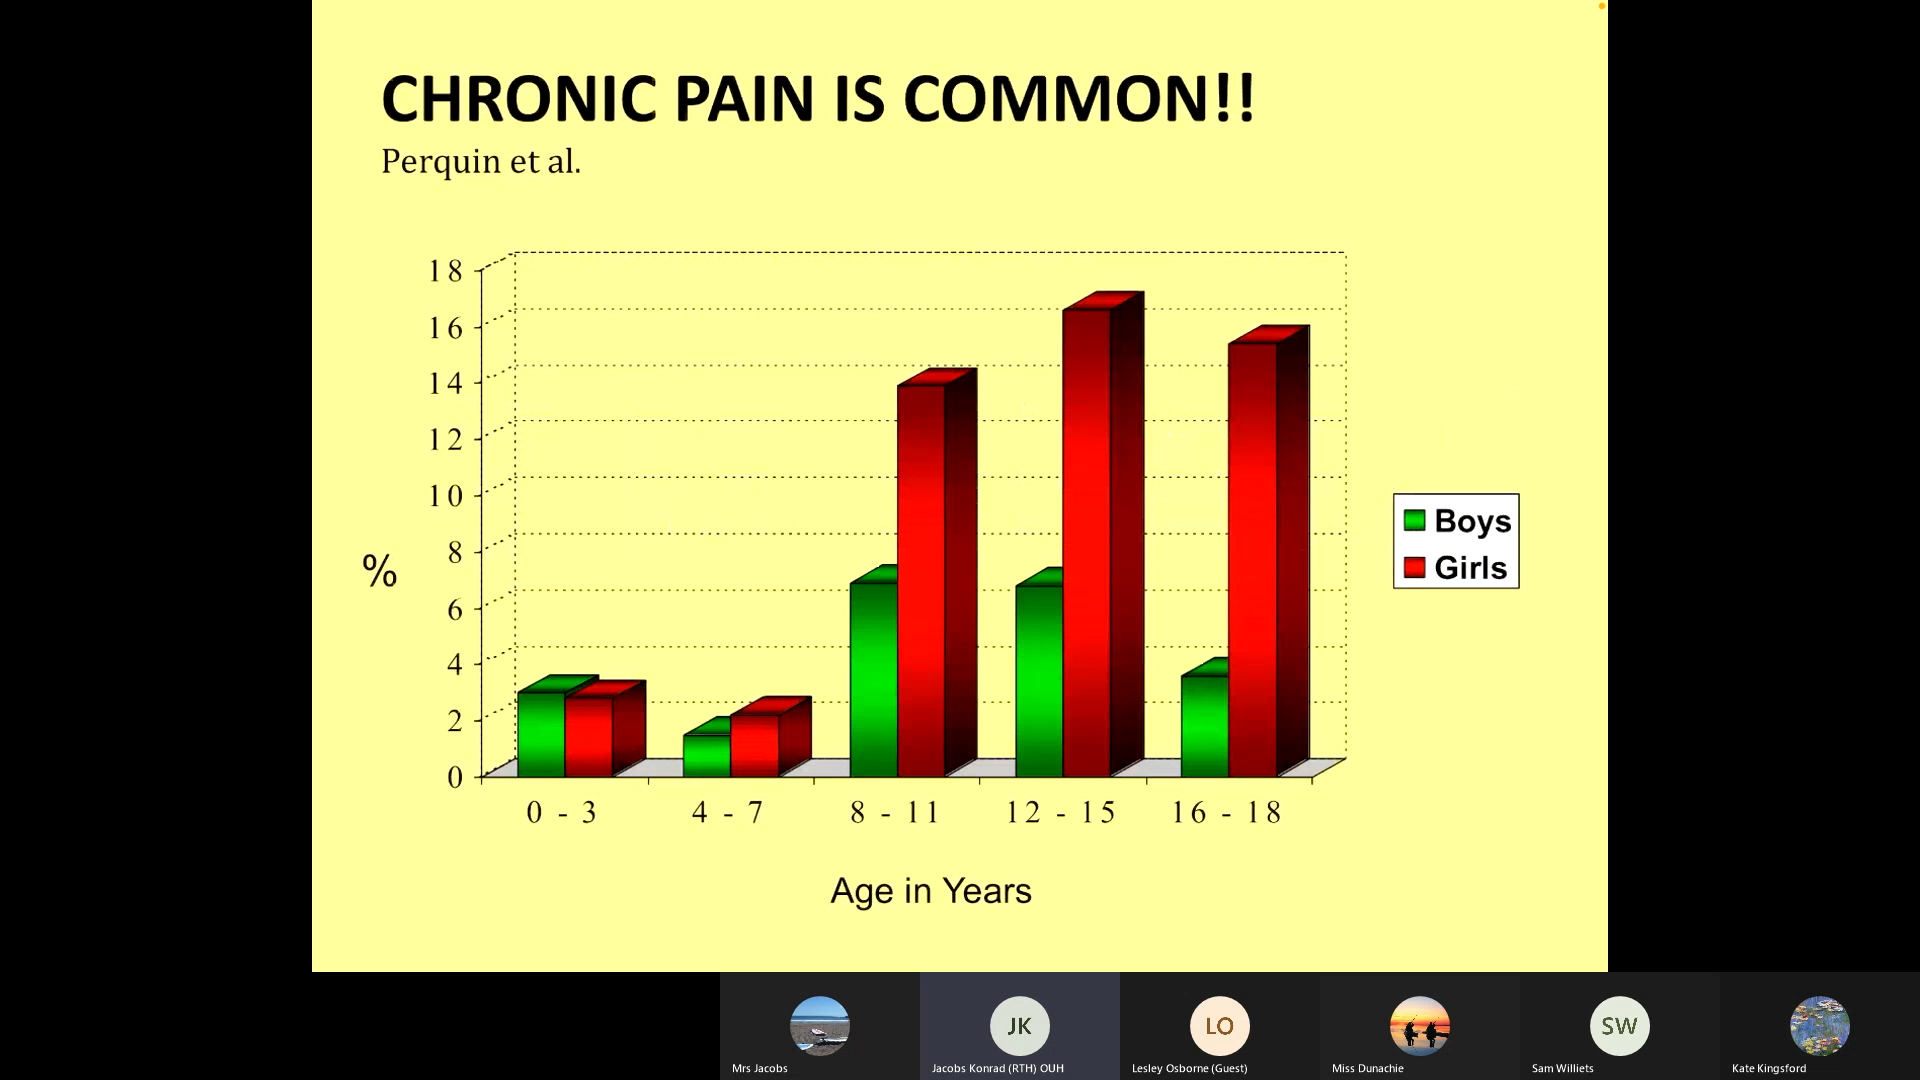 CHRONIC PAIN IS COMMON!!
Perquin et al.
18
16
14
12
10
8
6
4
2
0
%
0 - 3 4 - 7 8 - 11 12 - 15 16 - 18
Age in Years
Boys
Girls
JK LO SW
Mrs Jacobs Jacobs Konrad (RTH) OUH Lesley Osborne (Guest) Miss Dunachie Sam Williets Kate Kingsford